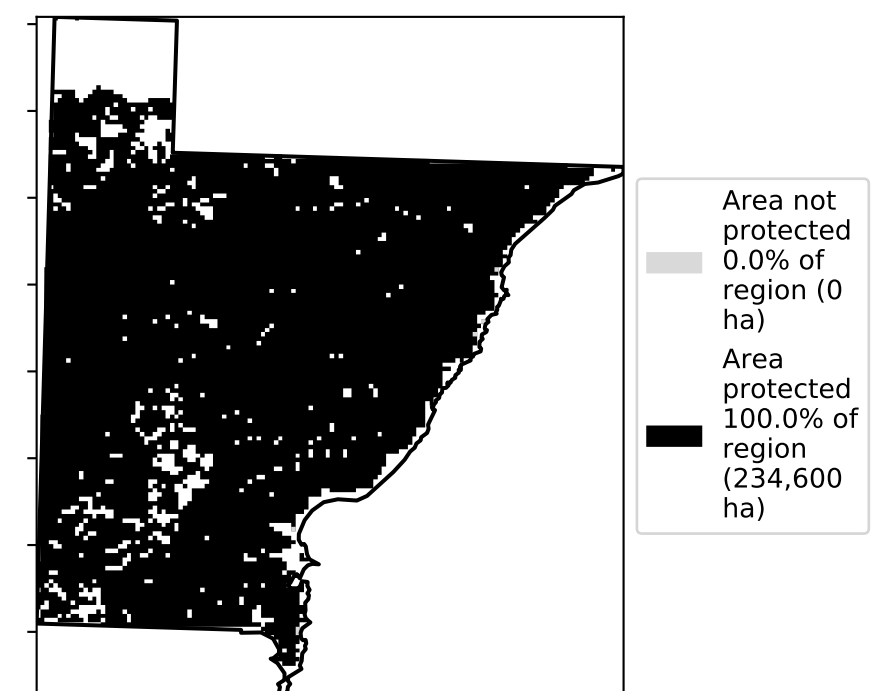 Area not
protected
0.0% of
region (0
ha)
Area
protected
100.0% of
region
(234,600
ha)